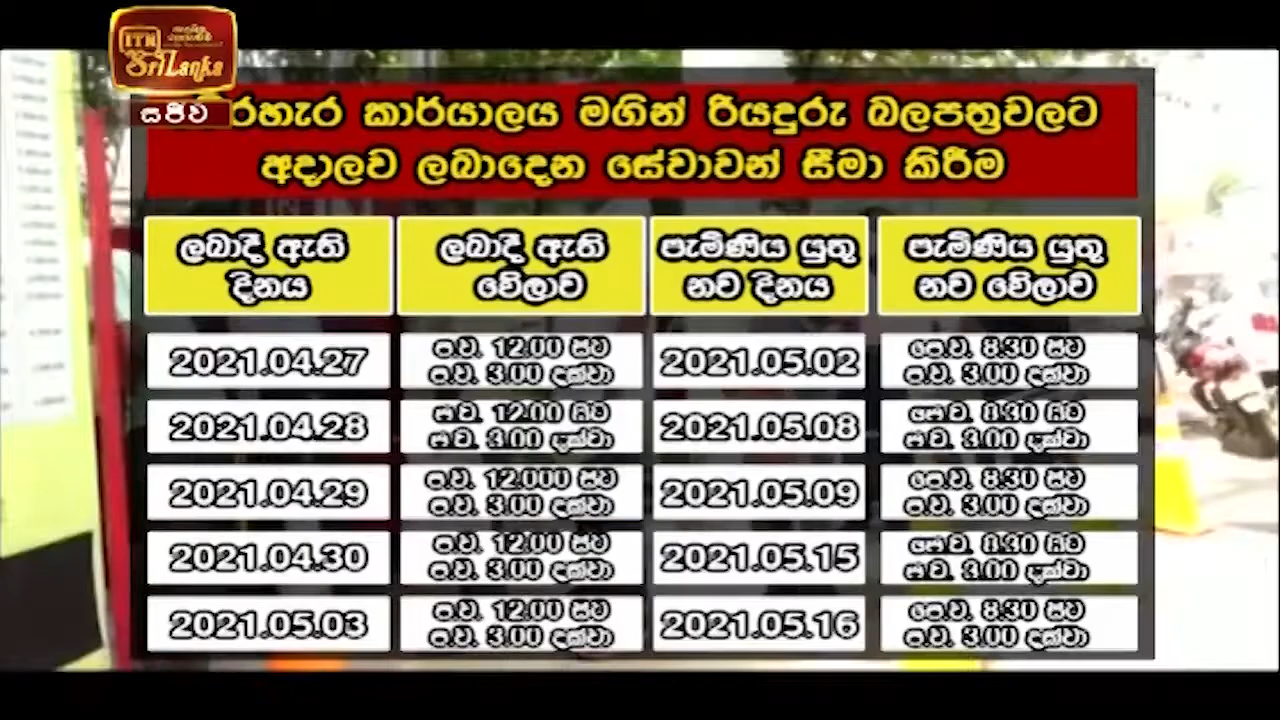 ITN
Sri Lanka
සජීව
රහැර කාර්යාලය මගින් රියදුරු බලපත්‍රවලට
අදාලව ලබාදෙන සේවාවන් සීමා කිරීම
ලබාදී ඇති
දිනය
ලබාදී ඇති
වේලාව
පැමිණිය යුතු
නව දිනය
පැමිණිය යුතු
නව වේලාව
2021.04.27
ප.ව. 12.00 සිට
ප.ව. 3.00 දක්වා
2021.05.02
පෙ.ව. 8.30 සිට
ප.ව. 3.00 දක්වා
2021.04.28
ප.ව. 12.00 සිට
ප.ව. 3.00 දක්වා
2021.05.08
පෙ.ව. 8.30 සිට
ප.ව. 3.00 දක්වා
2021.04.29
ප.ව. 12.000 සිට
ප.ව. 3.00 දක්වා
2021.05.09
පෙ.ව. 8.30 සිට
ප.ව. 3.00 දක්වා
2021.04.30
ප.ව. 12.00 සිට
ප.ව. 3.00 දක්වා
2021.05.15
පෙ.ව. 8.30 සිට
ප.ව. 3.00 දක්වා
2021.05.03
ප.ව. 12.00 සිට
ප.ව. 3.00 දක්වා
2021.05.16
පෙ.ව. 8.30 සිට
ප.ව. 3.00 දක්වා